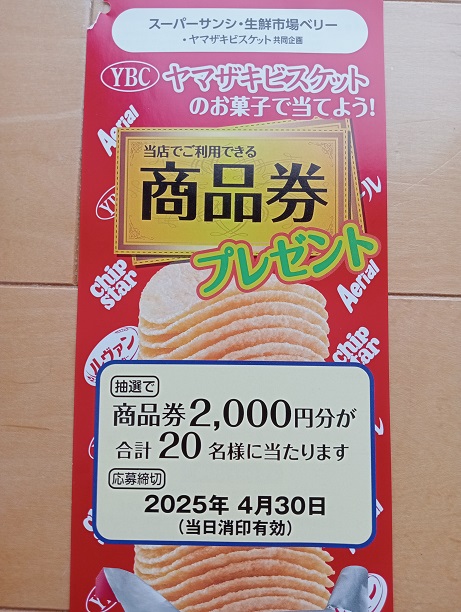 スーパーサンシ・生鮮市場ベリー
・ヤマザキビスケット共同企画
YBC ヤマザキビスケット
のお菓子で当てよう!
Aerial
当店でご利用できる
商品券
プレゼント
chip star
Aerial
chip star
ルヴァン
抽選で
商品券2,000円分が
合計20名様に当たります
応募締切
2025年 4月30日
(当日消印有効)